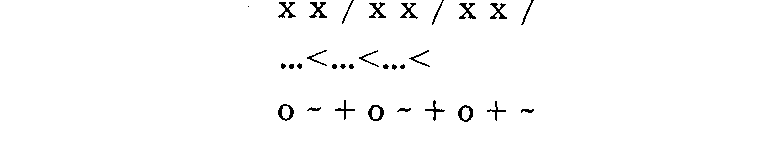 x x / x x / x x /
...<...<...<
o ~ + o ~ + o + ~